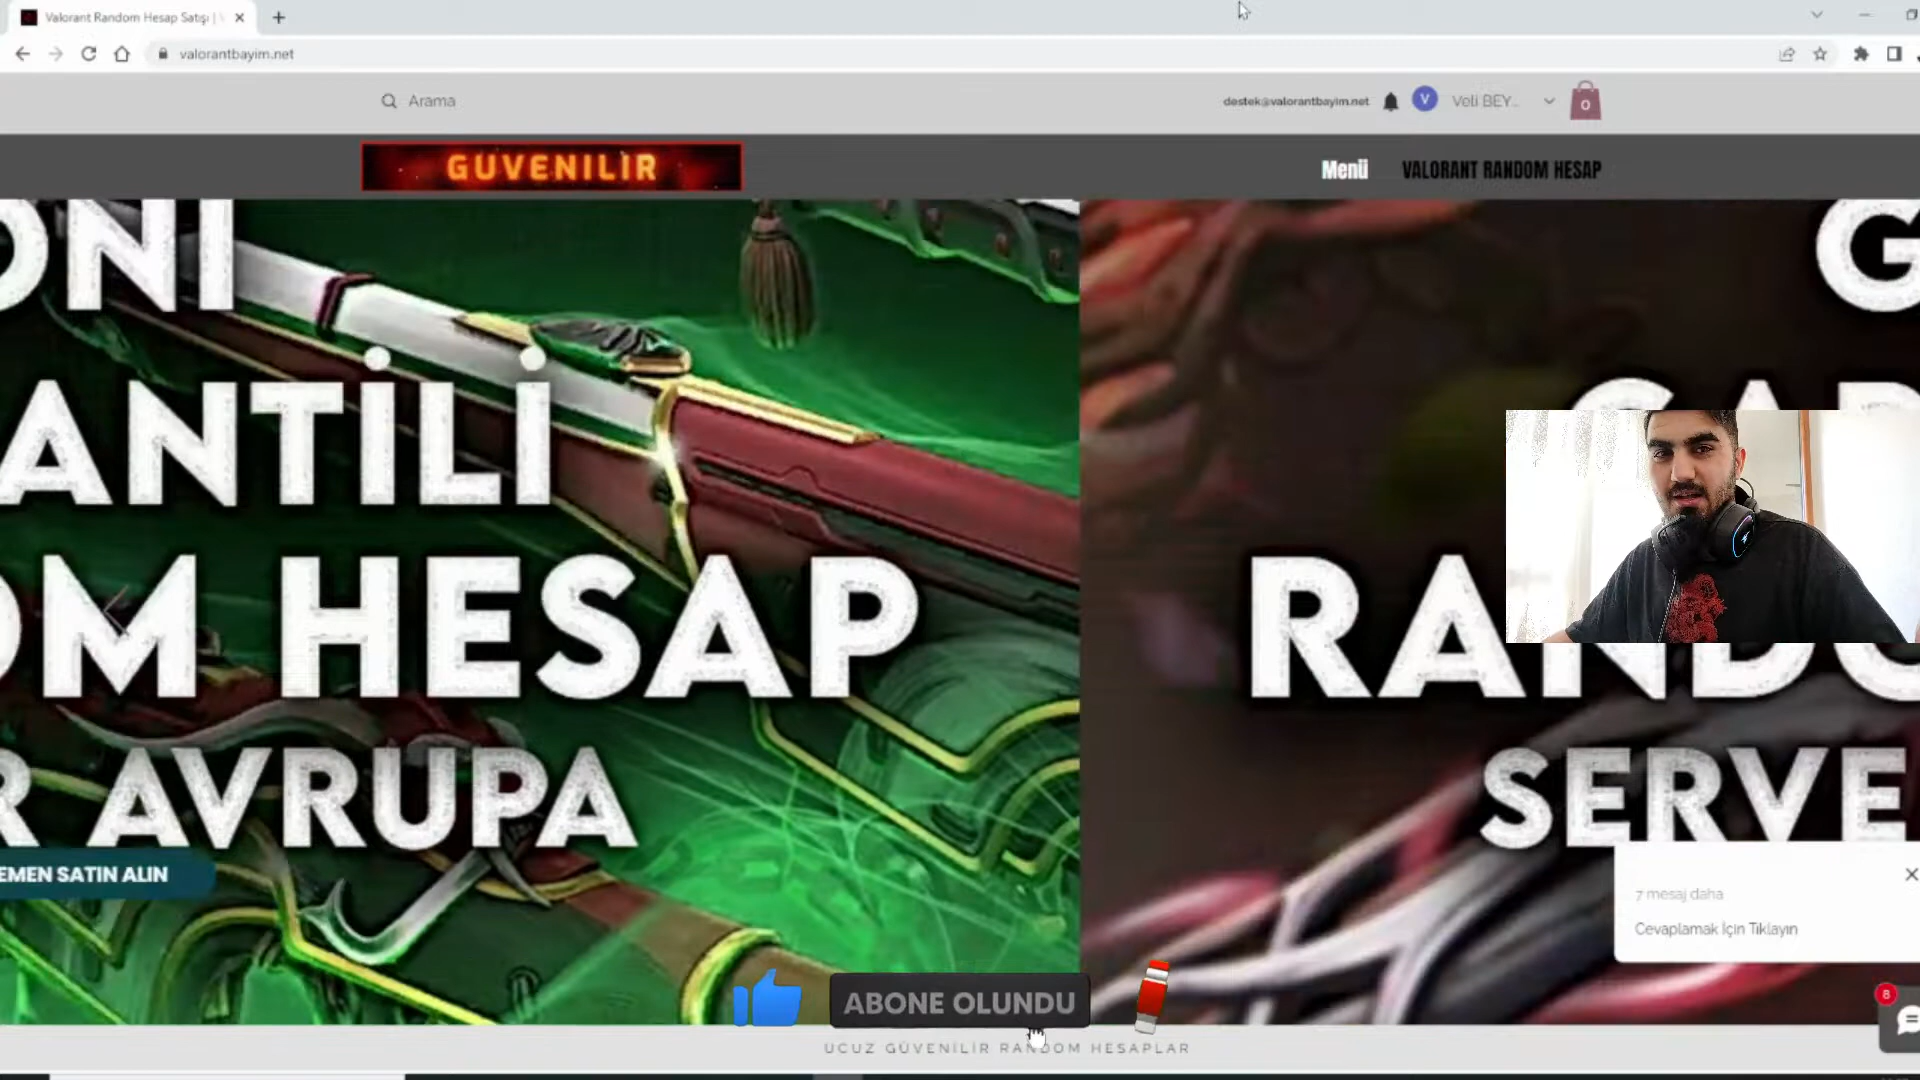 Valorant Random Hesap Satışı |
valorantbayim.net
Arama
destek@valorantbayim.net
V
Veli BEY...
0
GUVENILIR
Menü
VALORANT RANDOM HESAP
ONI
ANTİLİ
OM HESAP
R AVRUPA
EMEN SATIN ALIN
G
RANDO
SERVE
7 mesaj daha
Cevaplamak İçin Tıklayın
8
ABONE OLUNDU
UCUZ GÜVENİLİR RANDOM HESAPLAR